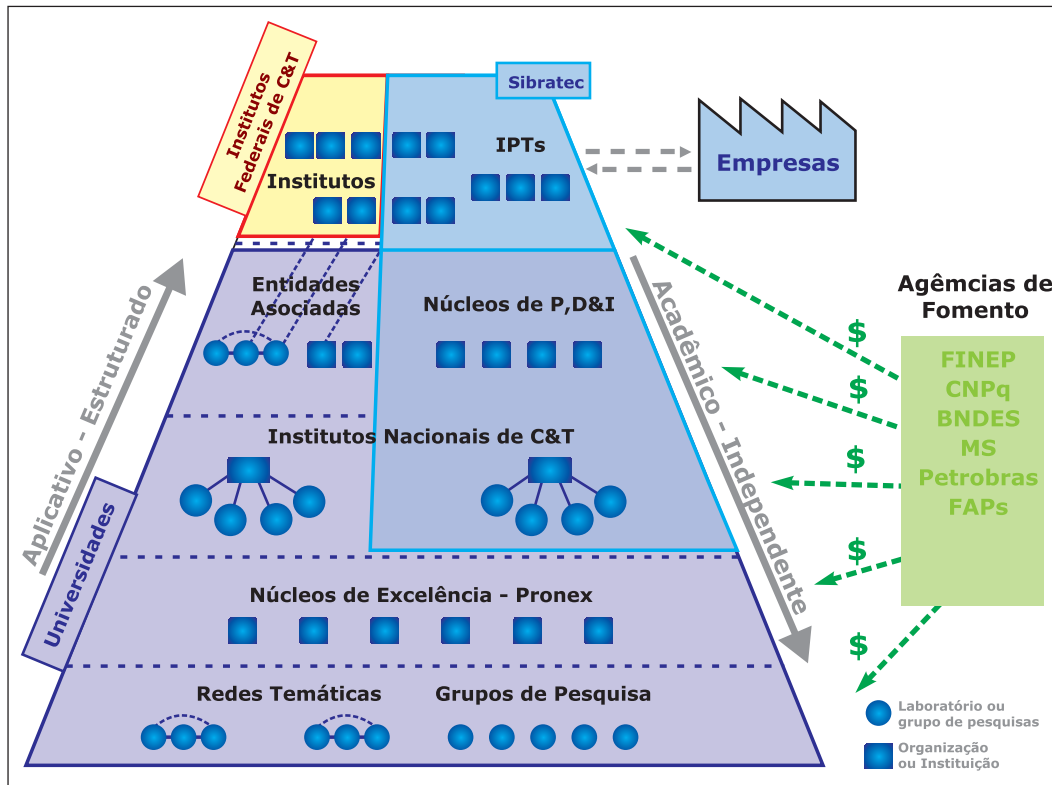 Institutos
Federais de C&T
Sibratec
IPTs
Institutos
Empresas
Aplicativo - Estruturado
Entidades
Asociadas
Núcleos de P,D&I
Acadêmico - Independente
Agêmcias de
Fomento
$
$
$
$
$
FINEP
CNPq
BNDES
MS
Petrobras
FAPs
Institutos Nacionais de C&T
Universidades
Núcleos de Excelência - Pronex
Redes Temáticas
Grupos de Pesquisa
Laboratório ou
grupo de pesquisas
Organização
ou Instituição